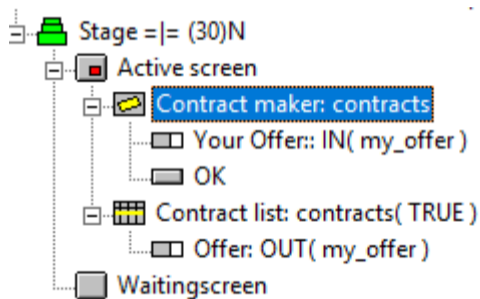 Stage =|= (30)N
Active screen
Contract maker: contracts
Your Offer:: IN( my_offer )
OK
Contract list: contracts( TRUE )
Offer: OUT( my_offer )
Waitingscreen